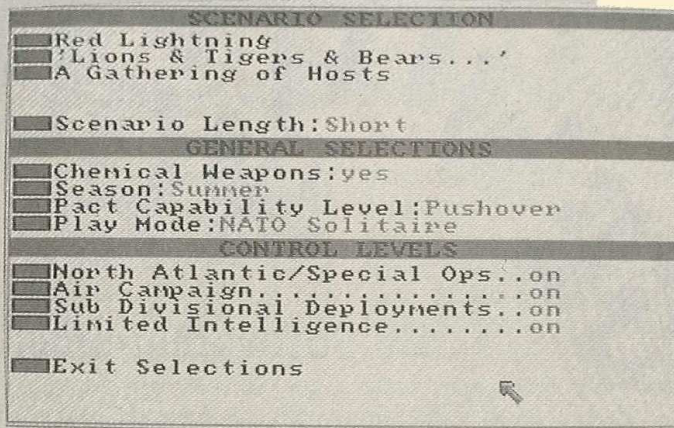 SCENARIO SELECTION
Red Lightning
'Lions & Tigers & Bears...'
A Gathering of Hosts
Scenario Length:Short
GENERAL SELECTIONS
Chemical Weapons:yes
Season:Summer
Pact Capability Level:Pushover
Play Mode:NATO Solitaire
CONTROL LEVELS
North Atlantic/Special Ops..on
Air Campaign...............on
Sub Divisional Deployments..on
Limited Intelligence........on
Exit Selections